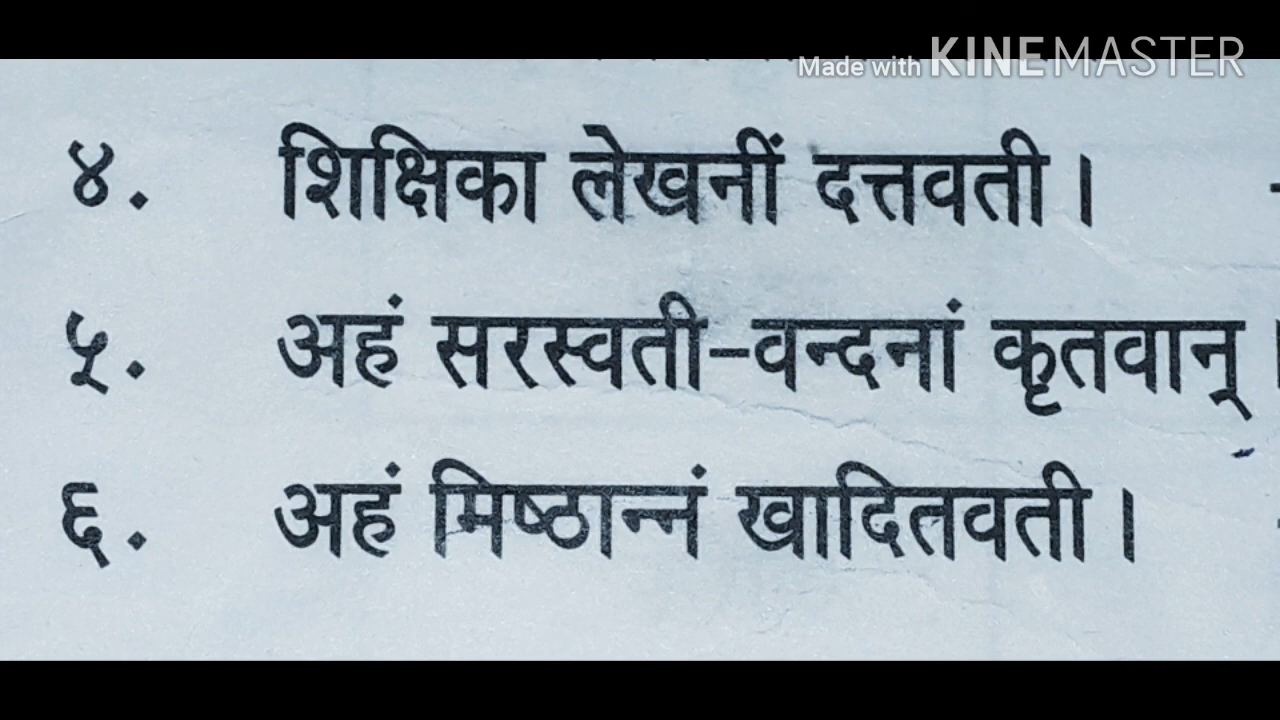 Made with KINEMASTER
४. शिक्षिका लेखनीं दत्तवती।
५. अहं सरस्वती-वन्दनां कृतवान्।
६. अहं मिष्ठान्नं खादितवती।